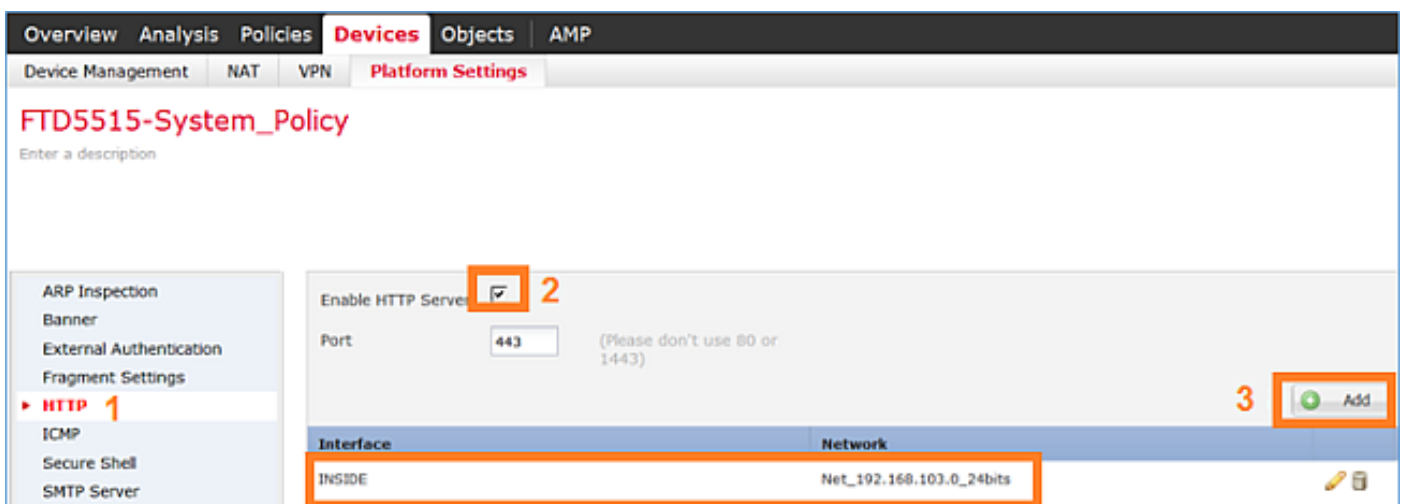 Overview Analysis Policies Devices Objects AMP
Device Management NAT VPN Platform Settings
FTD5515-System_Policy
Enter a description
ARP Inspection
Banner
External Authentication
Fragment Settings
HTTP 1
ICMP
Secure Shell
SMTP Server
Enable HTTP Server 2
Port 443 (Please don't use 80 or
1443)
3 Add
Interface Network
INSIDE Net_192.168.103.0_24bits